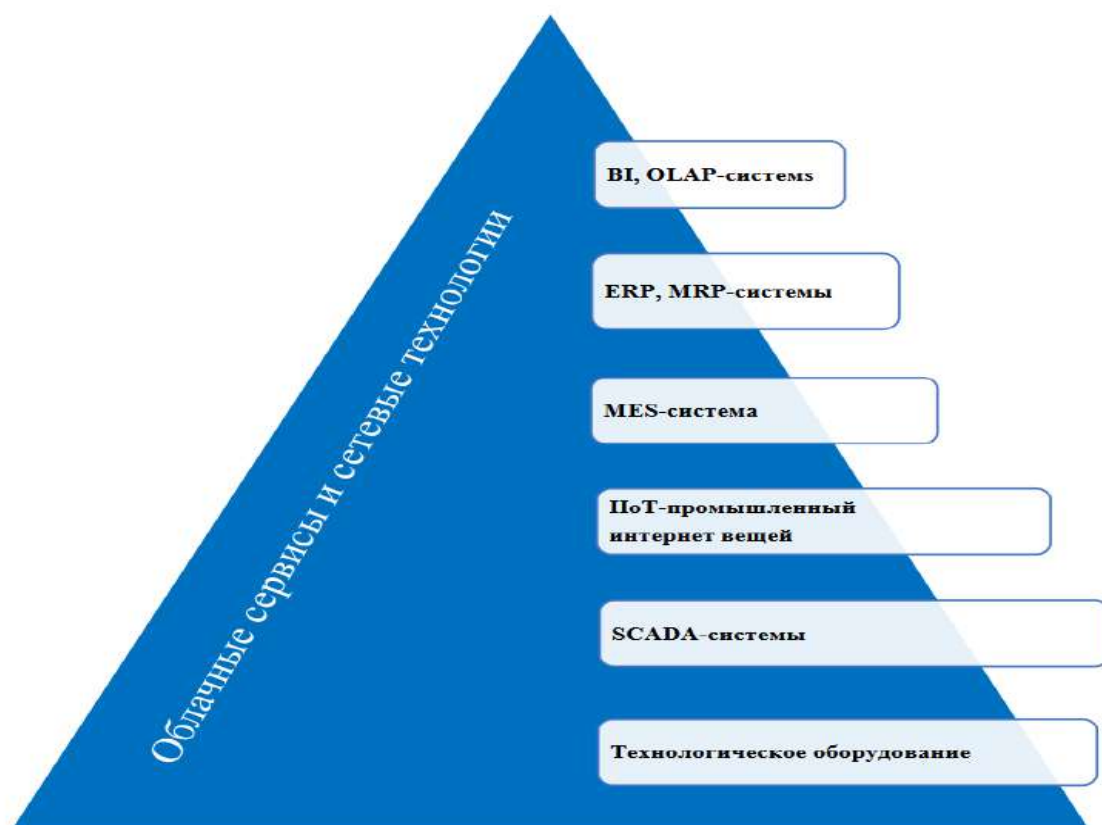 Облачные сервисы и сетевые технологии
BI, OLAP-системs
ERP, MRP-системы
MES-система
ПоТ-промышленный
интернет вещей
SCADA-системы
Технологическое оборудование